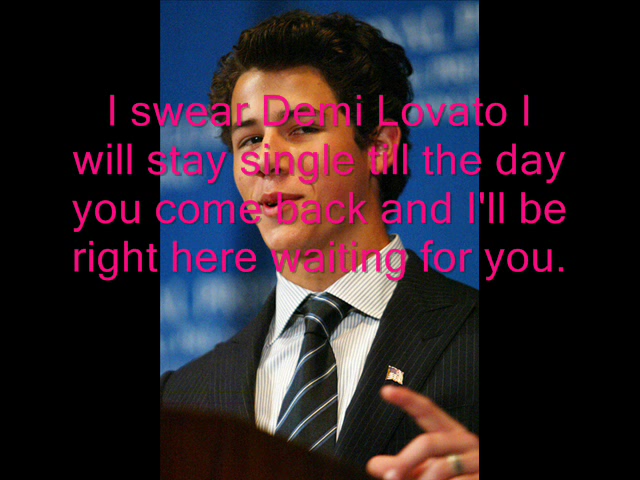 I swear Demi Lovato I
will stay single till the day
you come back and I'll be
right here waiting for you.